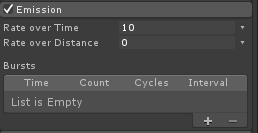 Emission
Rate over Time 10
Rate over Distance 0
Bursts
Time Count Cycles Interval
List is Empty
+ −